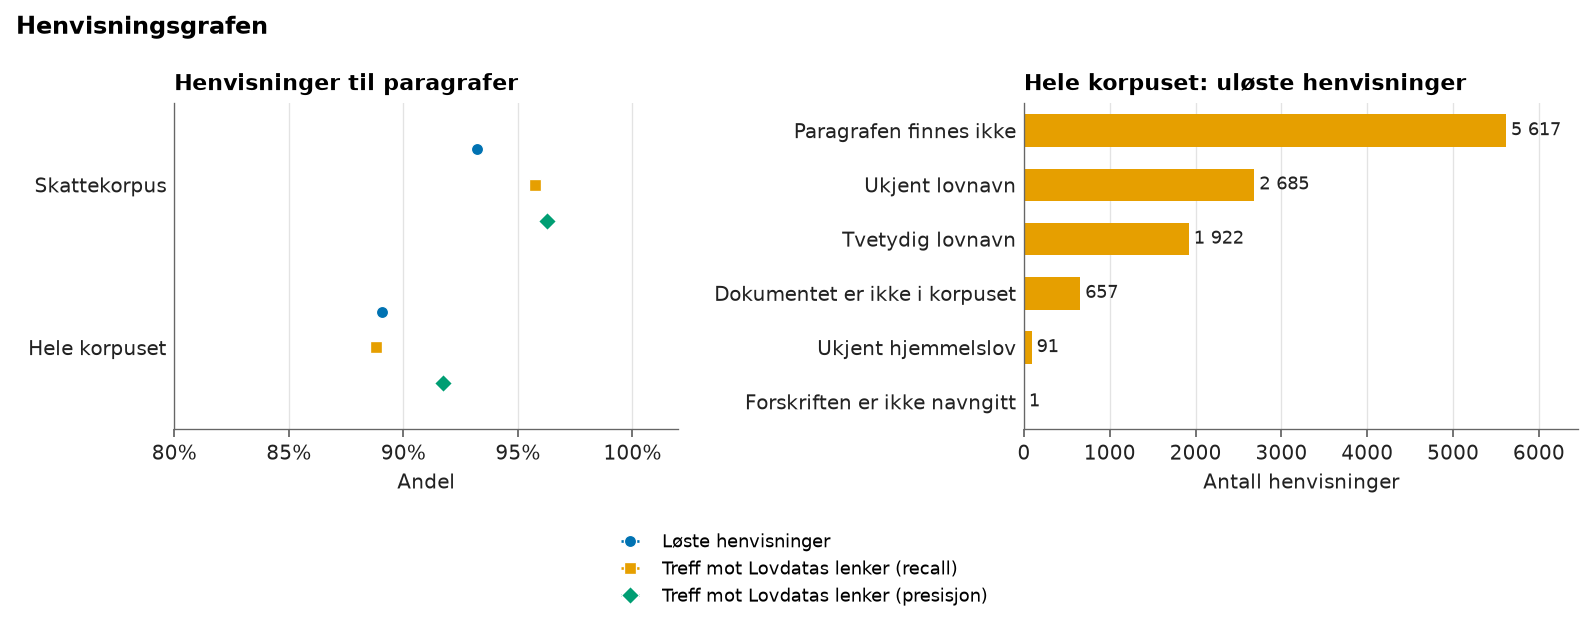 Henvisningsgrafen
Henvisninger til paragrafer
Skattekorpus
Hele korpuset
80%
85%
90%
95%
100%
Andel
Hele korpuset: uløste henvisninger
Paragrafen finnes ikke
5 617
Ukjent lovnavn
2 685
Tvetydig lovnavn
1 922
Dokumentet er ikke i korpuset
657
Ukjent hjemmelslov
91
Forskriften er ikke navngitt
1
0
1000
2000
3000
4000
5000
6000
Antall henvisninger
Løste henvisninger
Treff mot Lovdatas lenker (recall)
Treff mot Lovdatas lenker (presisjon)